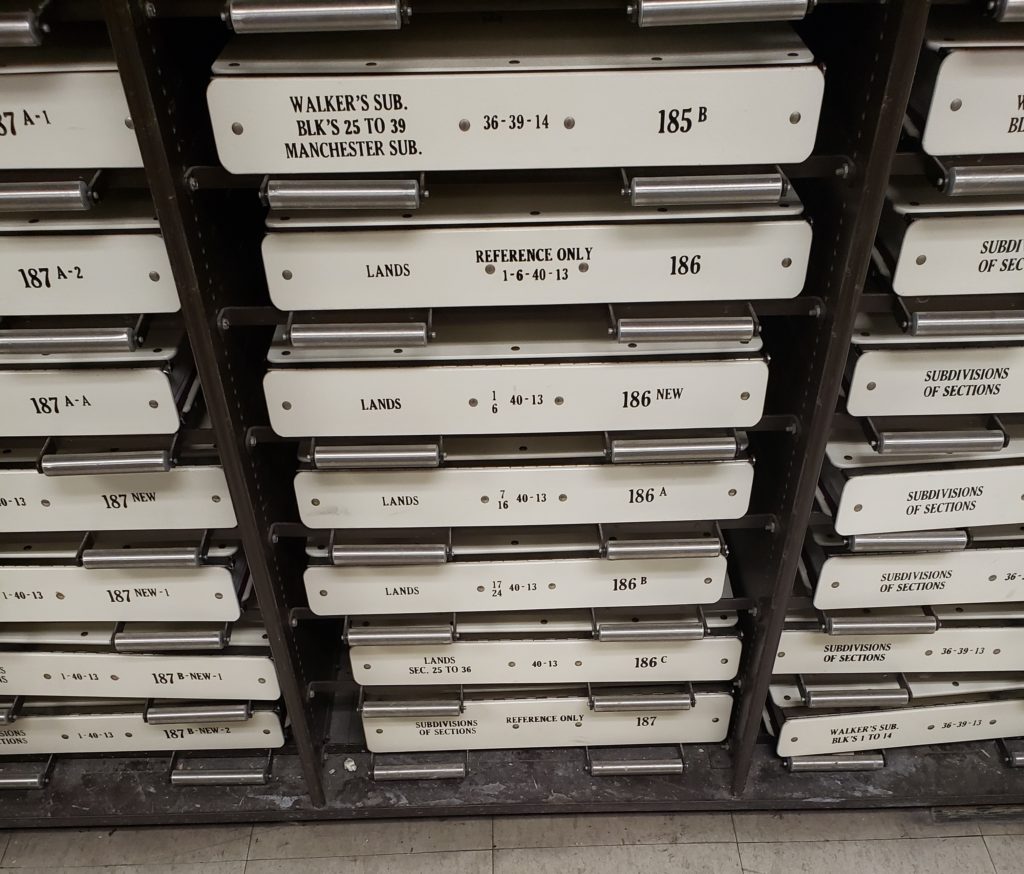 87 A-1
187 A-2
187 A-A
0-13 187 NEW
1-40-13 187 NEW-1
1-40-13 187 B-NEW-1
1-40-13 187 B-NEW-2
WALKER'S SUB.
BLK'S 25 TO 39
MANCHESTER SUB.
36-39-14
185 B
LANDS
REFERENCE ONLY
1-6-40-13
186
LANDS
1
6
40-13
186 NEW
LANDS
7
16
40-13
186 A
LANDS
17
24
40-13
186 B
LANDS
SEC. 25 TO 36
40-13
186 C
SUBDIVISIONS
OF SECTIONS
REFERENCE ONLY
187
W
BL
SUBDI
OF SEC
SUBDIVISIONS
OF SECTIONS
SUBDIVISIONS
OF SECTIONS
SUBDIVISIONS
OF SECTIONS
36-
SUBDIVISIONS
OF SECTIONS
36-39-13
WALKER'S SUB.
BLK'S 1 TO 14
36-39-13